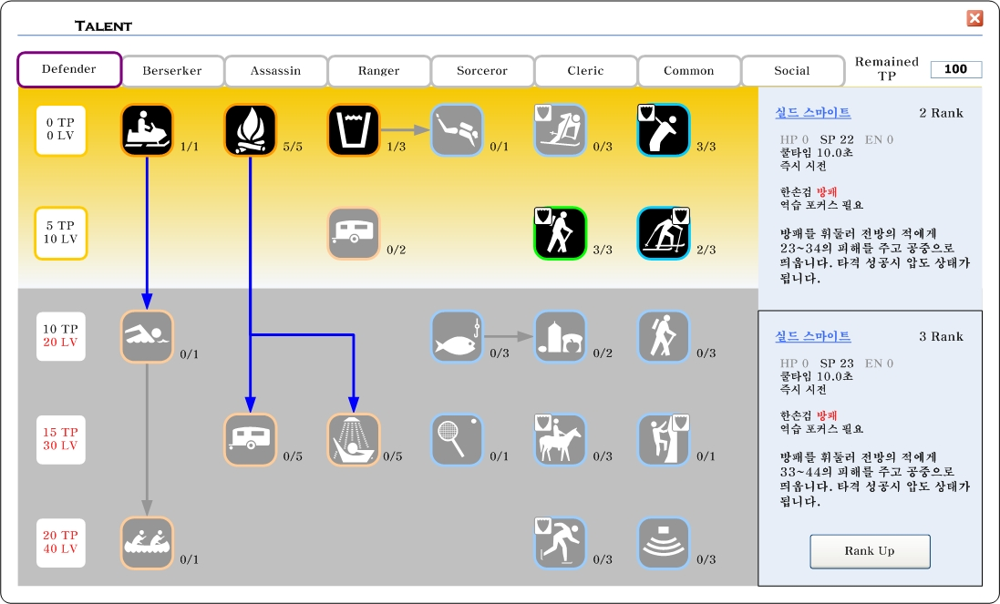 TALENT
Defender
Berserker
Assassin
Ranger
Sorceror
Cleric
Common
Social
Remained
TP
100
0 TP
0 LV
1/1
5/5
1/3
0/1
0/3
3/3
5 TP
10 LV
0/2
3/3
2/3
10 TP
20 LV
0/1
0/3
0/2
0/3
15 TP
30 LV
0/5
0/5
0/1
0/3
0/1
20 TP
40 LV
0/1
0/3
0/3
실드 스마이트 2 Rank
HP 0 SP 22 EN 0
쿨타임 10.0초
즉시 시전
한손검 방패
역습 포커스 필요
방패를 휘둘러 전방의 적에게
23~34의 피해를 주고 공중으로
띄웁니다. 타격 성공시 압도 상태가
됩니다.
실드 스마이트 3 Rank
HP 0 SP 23 EN 0
쿨타임 10.0초
즉시 시전
한손검 방패
역습 포커스 필요
방패를 휘둘러 전방의 적에게
33~44의 피해를 주고 공중으로
띄웁니다. 타격 성공시 압도 상태가
됩니다.
Rank Up